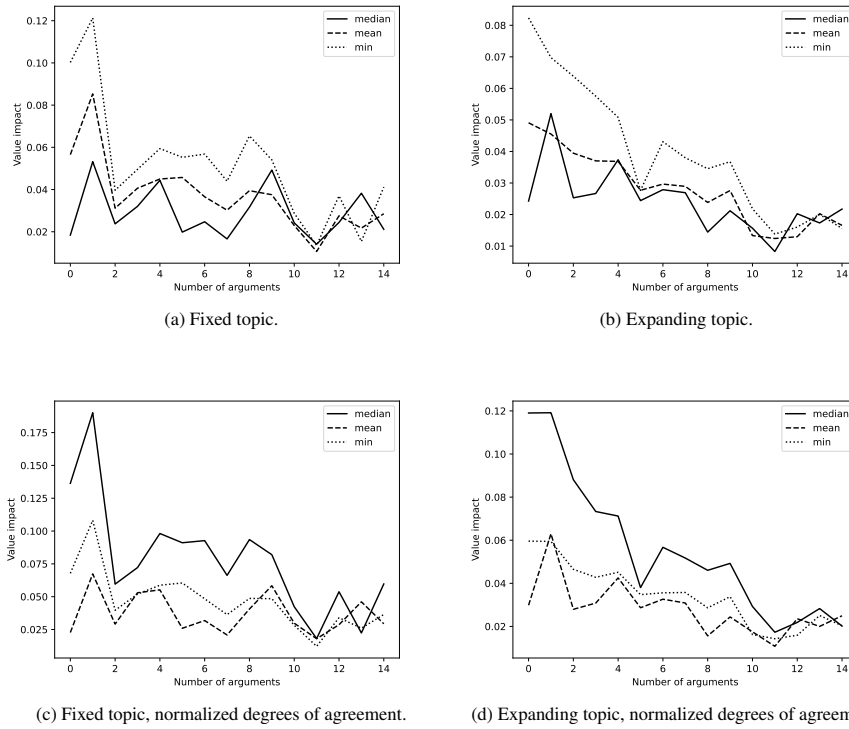 0.12
0.10
0.08
0.06
0.04
0.02
Value impact
0 2 4 6 8 10 12 14
Number of arguments
median
mean
min
(a) Fixed topic.
0.08
0.07
0.06
0.05
0.04
0.03
0.02
0.01
Value impact
0 2 4 6 8 10 12 14
Number of arguments
median
mean
min
(b) Expanding topic.
0.175
0.150
0.125
0.100
0.075
0.050
0.025
Value impact
0 2 4 6 8 10 12 14
Number of arguments
median
mean
min
(c) Fixed topic, normalized degrees of agreement.
0.12
0.10
0.08
0.06
0.04
0.02
Value impact
0 2 4 6 8 10 12 14
Number of arguments
median
mean
min
(d) Expanding topic, normalized degrees of agreem